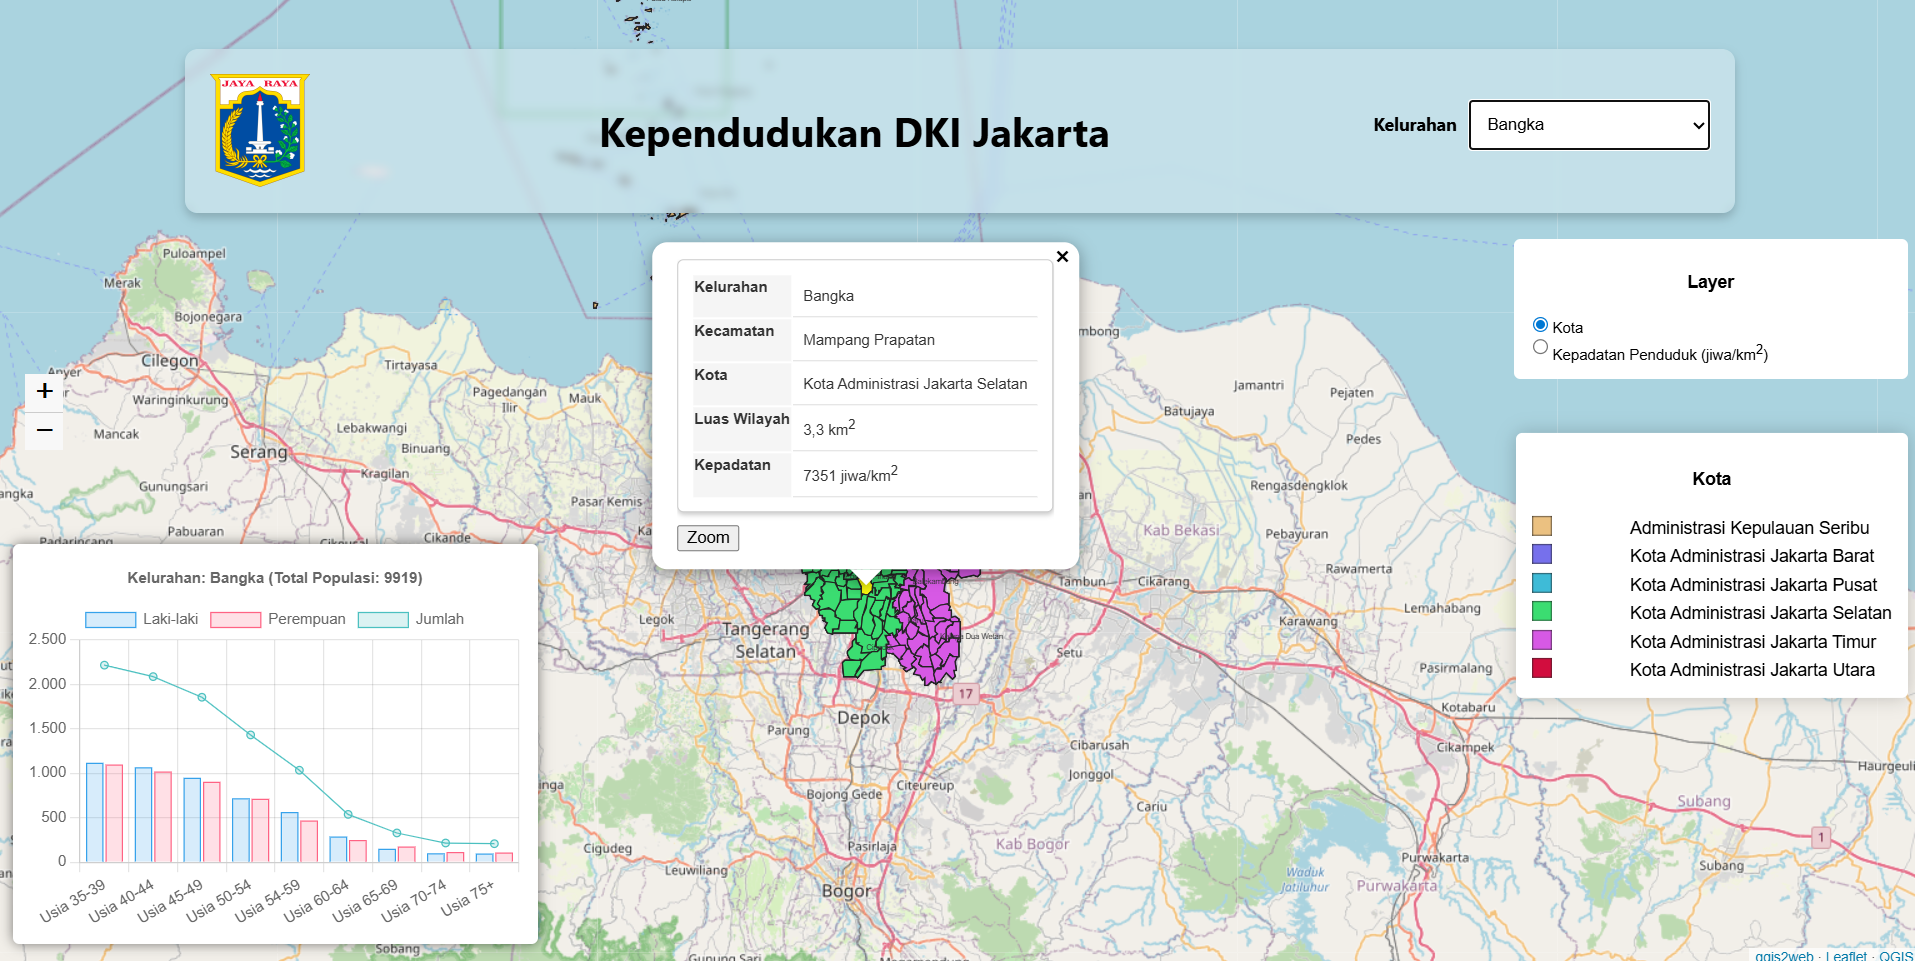 JAYA RAYA
Kependudukan DKI Jakarta
Kelurahan
Bangka
Puloampel
Merak
Bojonegara
Cilegon
Anyer
Waringinkurung
Mancak
Serang
Gunungsari
Pabuaran
Padarincang
Tirtayasa
Pagedangan
Ilir
Mauk
Lebakwangi
Binuang
Kragilan
Pasar Kemis
Cikande
Kelurahan
Bangka
Kecamatan
Mampang Prapatan
Kota
Kota Administrasi Jakarta Selatan
Luas Wilayah
3,3 km2
Kepadatan
7351 jiwa/km2
Zoom
Layer
Kota
Kepadatan Penduduk (jiwa/km2)
Kota
Administrasi Kepulauan Seribu
Kota Administrasi Jakarta Barat
Kota Administrasi Jakarta Pusat
Kota Administrasi Jakarta Selatan
Kota Administrasi Jakarta Timur
Kota Administrasi Jakarta Utara
Jamantri
Pejaten
Batujaya
Pedes
Rengasdengklok
Kab Bekasi
Pebayuran
Rawamerta
Tambun
Cikarang
Lemahabang
Karawang
Legok
Tangerang
Selatan
Setu
Pasirmalang
17
Depok
Kotabaru
Parung
Cibarusah
Cikampek
Jonggol
Citeureup
Bojong Gede
Cariu
Subang
1
Cigudeg
Pasirlaja
Kab Bogor
Leuwiliang
Purwakarta
Subang
Bogor
Waduk
Jatiluhur
Purwakarta
Sobang
Gunung Sari
Kelurahan: Bangka (Total Populasi: 9919)
Laki-laki Perempuan Jumlah
2.500
2.000
1.500
1.000
500
0
Usia 35-39 Usia 40-44 Usia 45-49 Usia 50-54 Usia 54-59 Usia 60-64 Usia 65-69 Usia 70-74 Usia 75+
qgis2web · Leaflet · QGIS